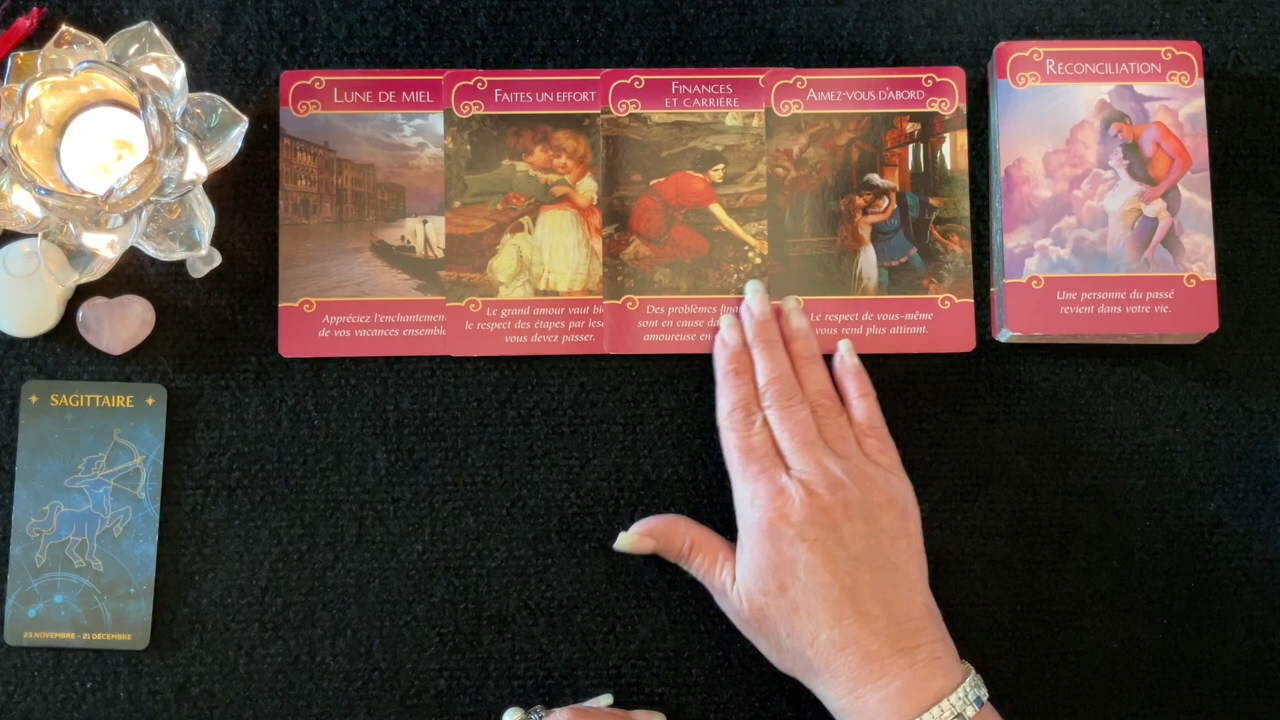 LUNE DE MIEL
Appréciez l'enchantement
de vos vacances ensemble
FAITES UN EFFORT
Le grand amour vaut bi
le respect des étapes par les
vous devez passer.
FINANCES
ET CARRIÈRE
Des problèmes fina
sont en cause da
amoureuse en
AIMEZ-VOUS D'ABORD
Le respect de vous-même
vous rend plus attirant.
RÉCONCILIATION
Une personne du passé
revient dans votre vie.
SAGITTAIRE
23 NOVEMBRE - 21 DÉCEMBRE